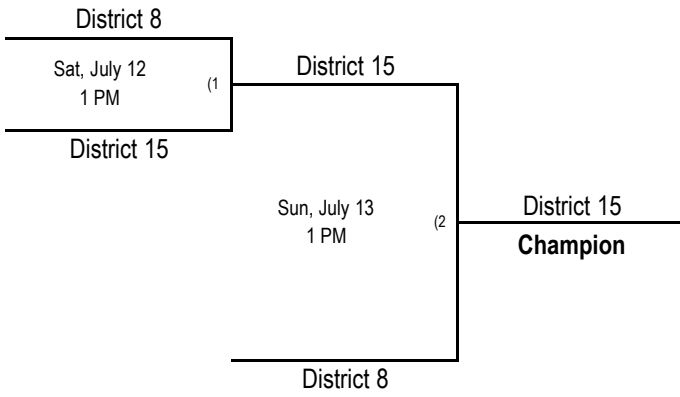 District 8
Sat, July 12
1 PM
(1
District 15
District 15
Sun, July 13
1 PM
(2
District 15
Champion
District 8